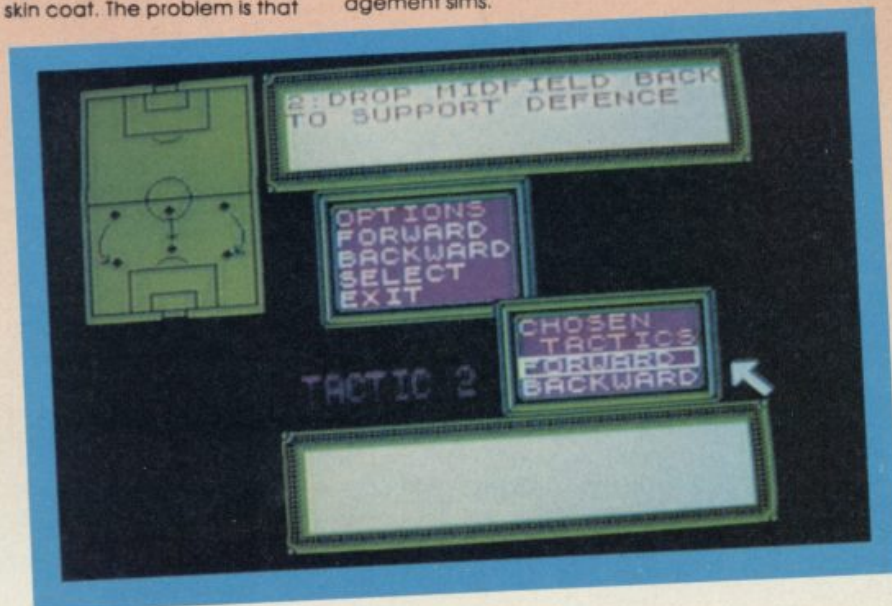 skin coat. The problem is that
agement sims.
2:DROP MIDFIELD BACK
TO SUPPORT DEFENCE
OPTIONS
FORWARD
BACKWARD
SELECT
EXIT
CHOSEN
TACTICS
FORWARD
BACKWARD
TACTIC 2